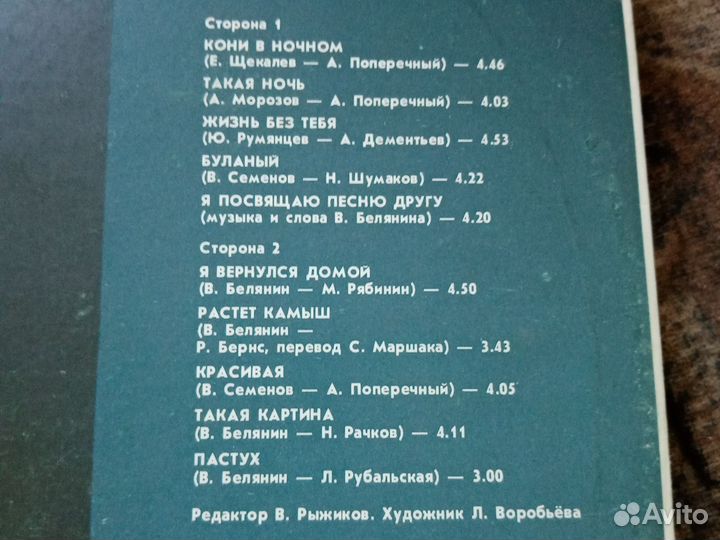 Сторона 1
КОНИ В НОЧНОМ
(Е. Щекалев — А. Поперечный) — 4.46
ТАКАЯ НОЧЬ
(А. Морозов — А. Поперечный) — 4.03
ЖИЗНЬ БЕЗ ТЕБЯ
(Ю. Румянцев — А. Дементьев) — 4.53
БУЛАНЫЙ
(В. Семенов — Н. Шумаков) — 4.22
Я ПОСВЯЩАЮ ПЕСНЮ ДРУГУ
(музыка и слова В. Белянина) — 4.20
Сторона 2
Я ВЕРНУЛСЯ ДОМОЙ
(В. Белянин — М. Рябинин) — 4.50
РАСТЕТ КАМЫШ
(В. Белянин —
Р. Бернс, перевод С. Маршака) — 3.43
КРАСИВАЯ
(В. Семенов — А. Поперечный) — 4.05
ТАКАЯ КАРТИНА
(В. Белянин — Н. Рачков) — 4.11
ПАСТУХ
(В. Белянин — Л. Рубальская) — 3.00
Редактор В. Рыжиков. Художник Л. Воробьёва
Avito